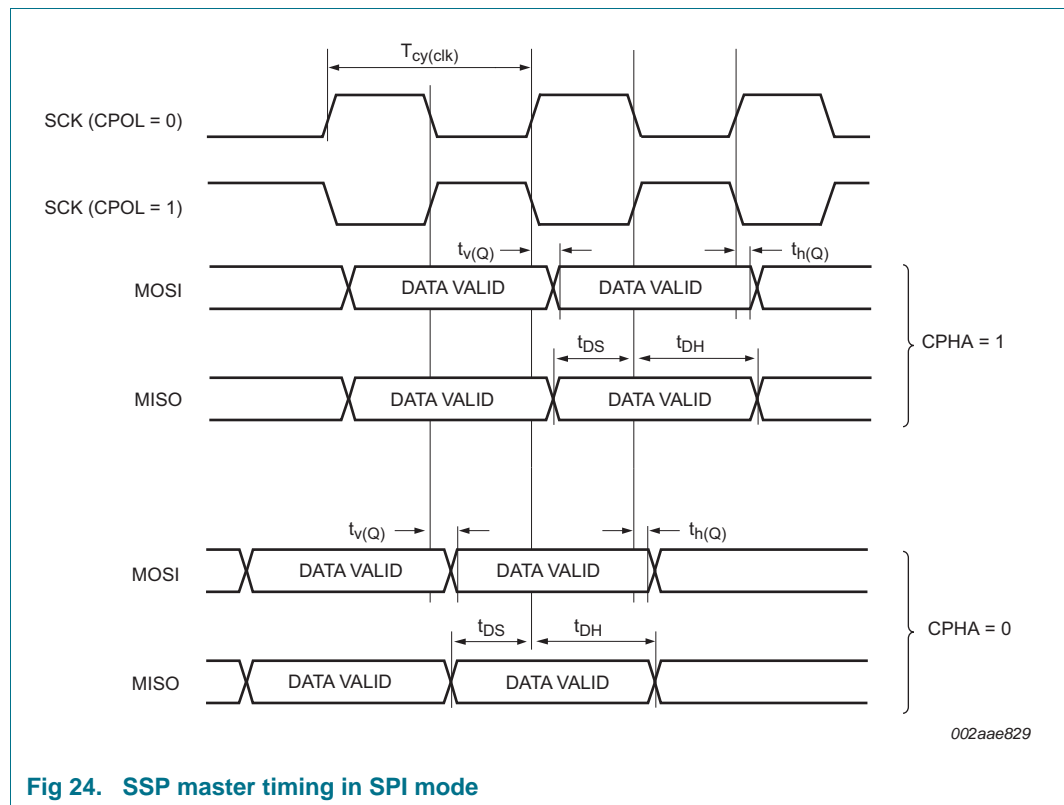 Tcy(clk)
SCK (CPOL = 0)
SCK (CPOL = 1)
tv(Q)
th(Q)
MOSI
DATA VALID
DATA VALID
tDS
tDH
CPHA = 1
MISO
DATA VALID
DATA VALID
tv(Q)
th(Q)
MOSI
DATA VALID
DATA VALID
tDS
tDH
CPHA = 0
MISO
DATA VALID
DATA VALID
002aae829
Fig 24. SSP master timing in SPI mode